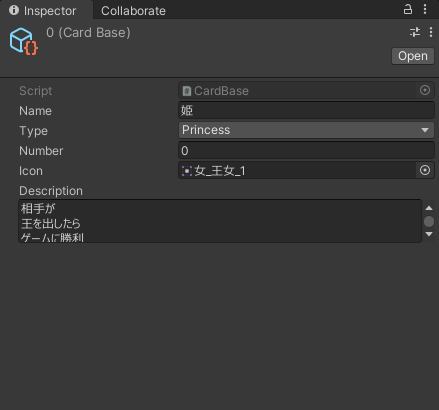 Inspector Collaborate
0 (Card Base)
Open
Script CardBase
Name 姫
Type Princess
Number 0
Icon 女_王女_1
Description
相手が
王を出したら
ゲームに勝利